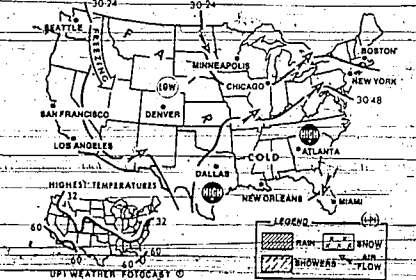 30.24
30.24
SEATTLE
FREEZING
F
A
I
R
MINNEAPOLIS
BOSTON
LOW
CHICAGO
NEW YORK
DENVER
30.48
SAN FRANCISCO
LOS ANGELES
HIGH
ATLANTA
COLD
DALLAS
HIGH
NEW ORLEANS
MIAMI
HIGHEST TEMPERATURES
32
32
60
60
60
60
LEGEND
RAIN
SNOW
SHOWERS
AIR FLOW
UPI WEATHER FOTOCAST ©